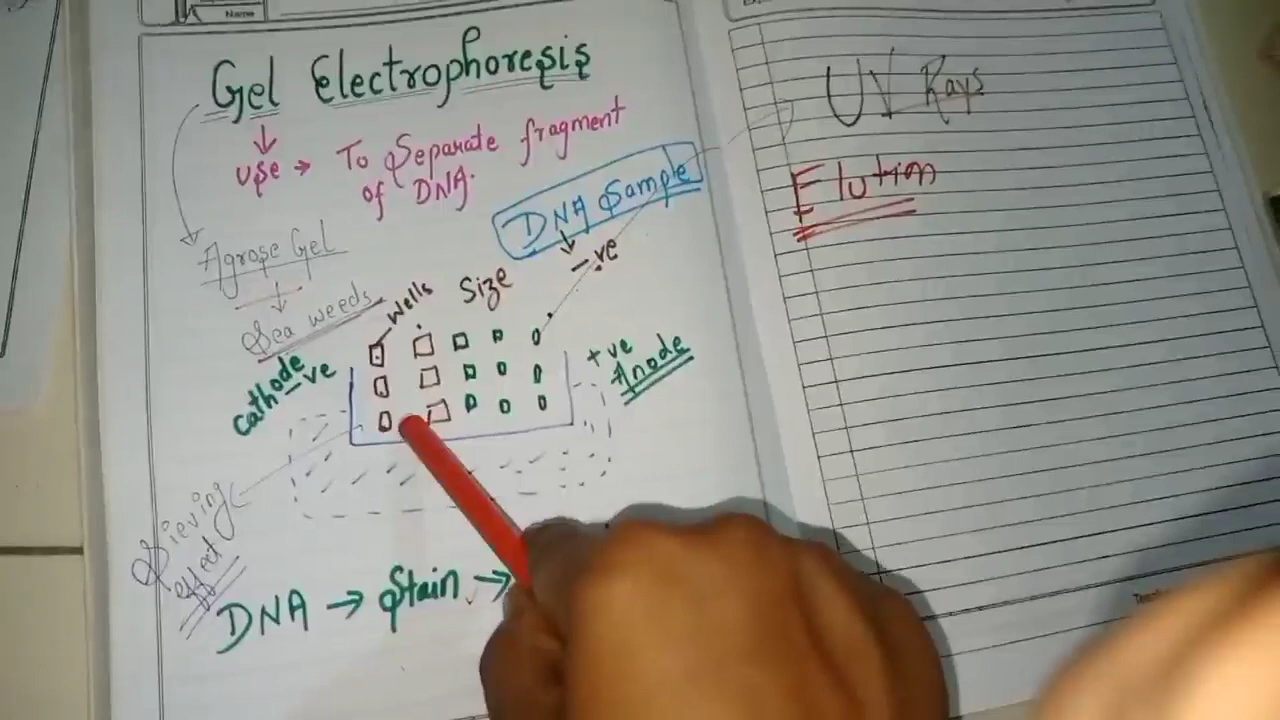 Name
Gel Electrophoresis
use → To Separate fragment
of DNA.
DNA Sample
-ve
Agrose Gel
Sea weeds
Wells
Size
Cathode
-ve
+ve
Anode
Sieving
effect
DNA → Stain →
UV Rays
Elution